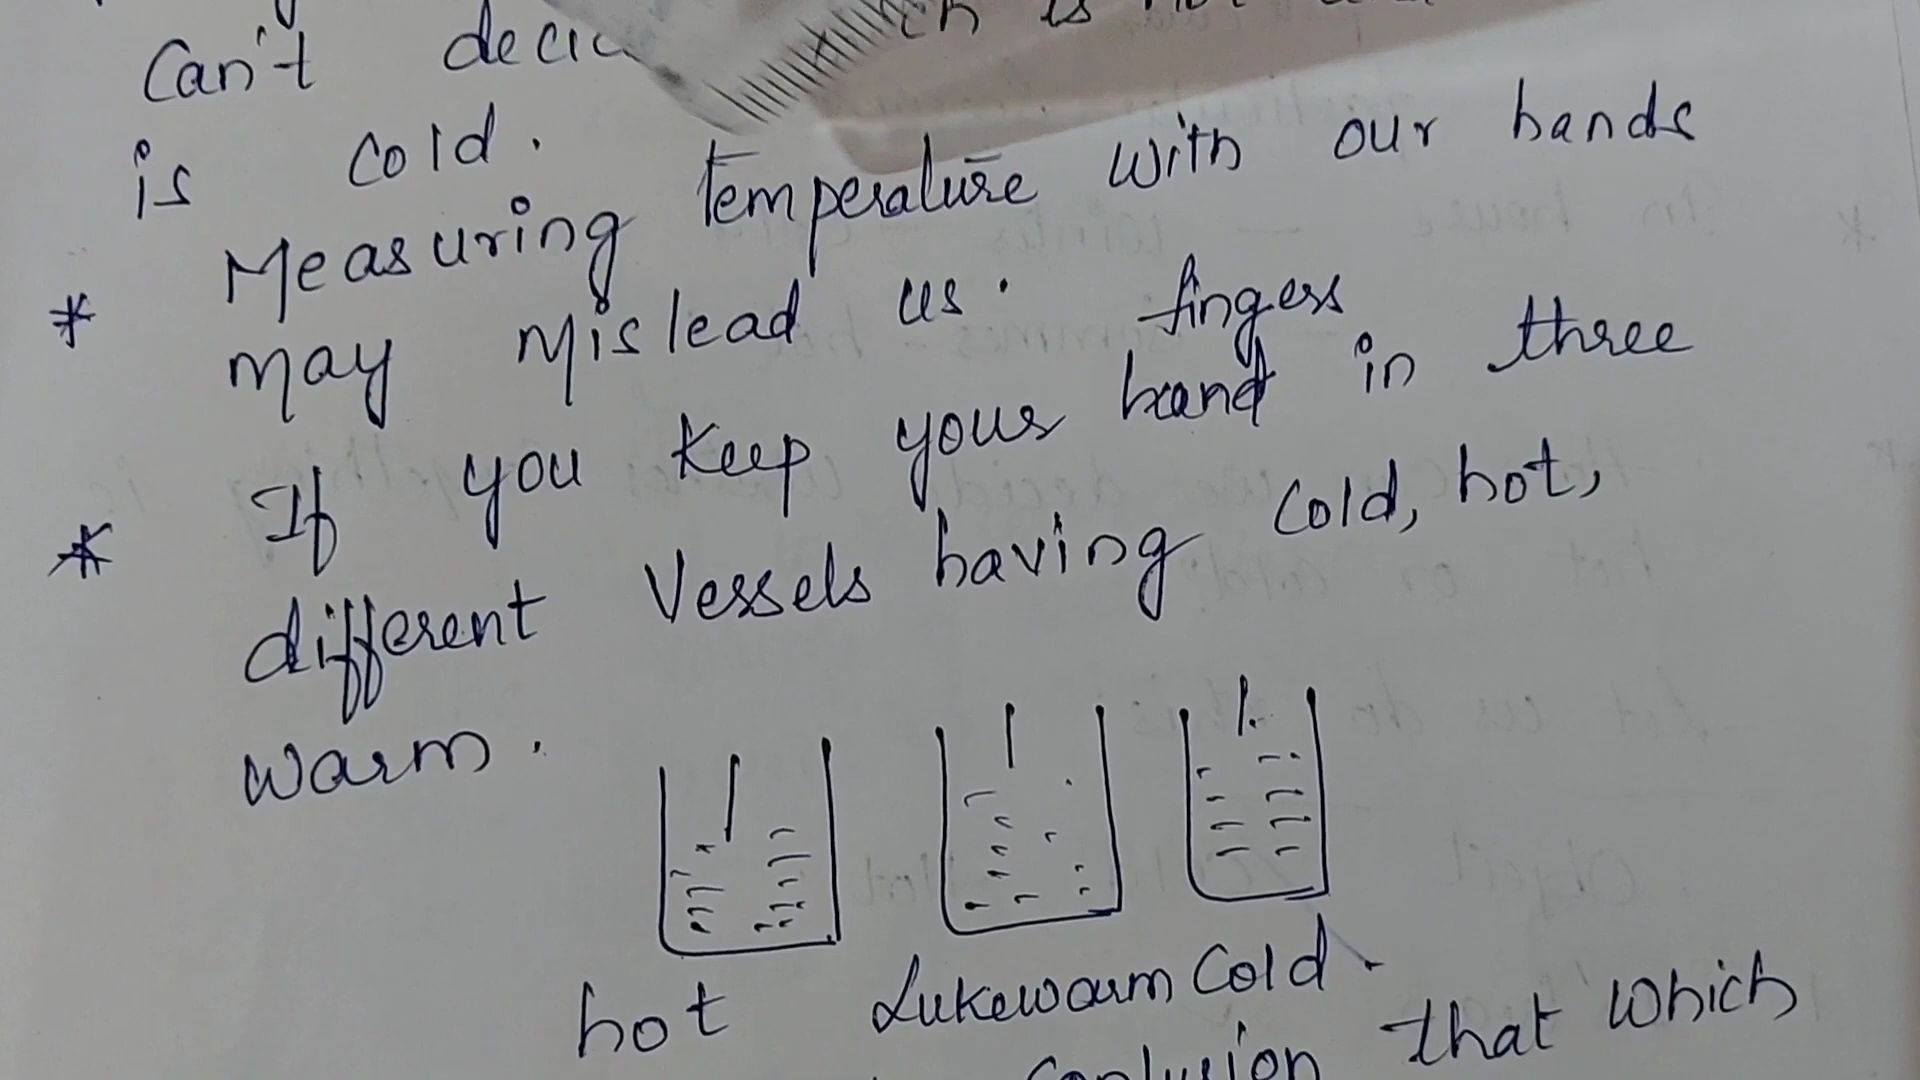 Can't
is cold.
* Measuring temperature with our hands
may mislead us.
fingers
* If you keep your hand in three
different vessels having cold, hot,
warm.
hot Lukewarm Cold.
that which